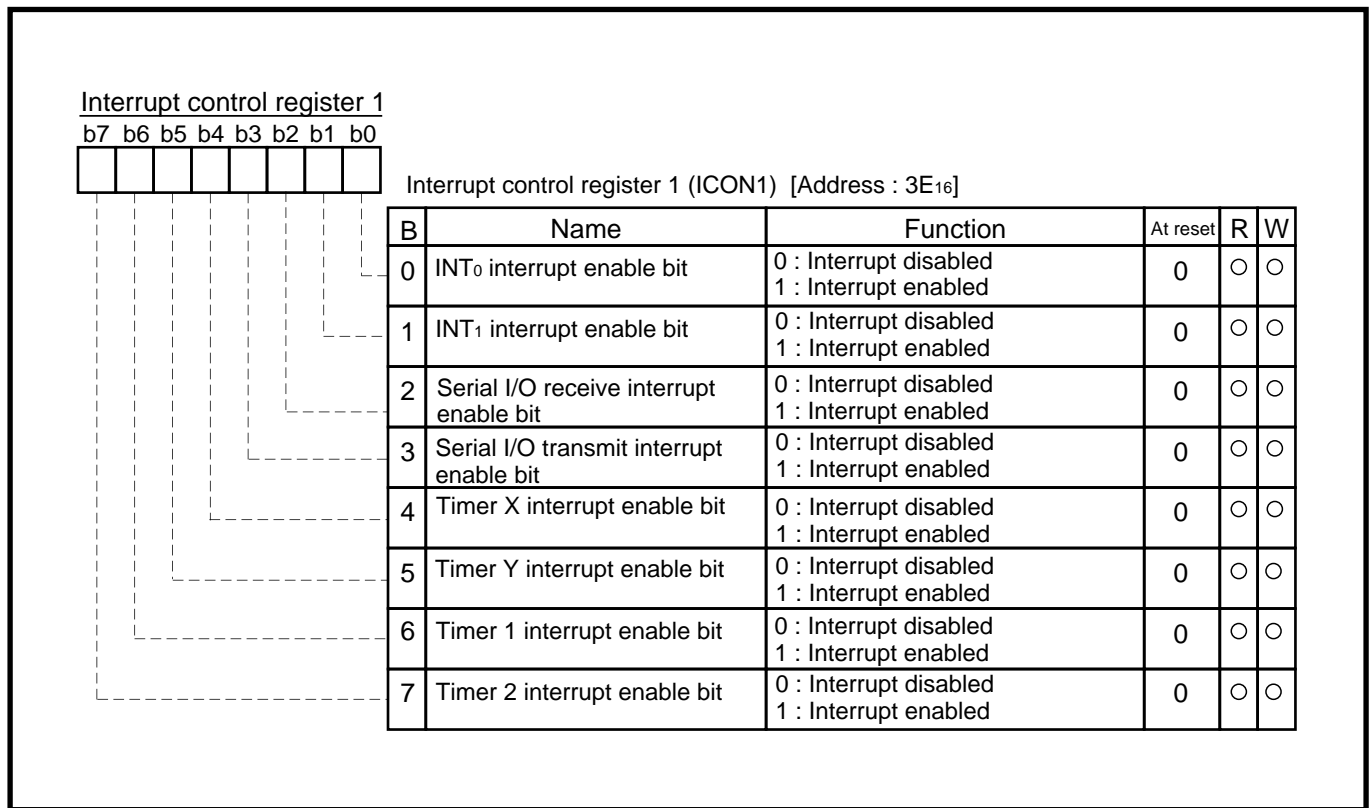 Interrupt control register 1
b7 b6 b5 b4 b3 b2 b1 b0
Interrupt control register 1 (ICON1) [Address : 3E16]
B Name Function At reset R W
0 INT0 interrupt enable bit 0 : Interrupt disabled 0 ○ ○
1 : Interrupt enabled
1 INT1 interrupt enable bit 0 : Interrupt disabled 0 ○ ○
1 : Interrupt enabled
2 Serial I/O receive interrupt 0 : Interrupt disabled 0 ○ ○
enable bit 1 : Interrupt enabled
3 Serial I/O transmit interrupt 0 : Interrupt disabled 0 ○ ○
enable bit 1 : Interrupt enabled
4 Timer X interrupt enable bit 0 : Interrupt disabled 0 ○ ○
1 : Interrupt enabled
5 Timer Y interrupt enable bit 0 : Interrupt disabled 0 ○ ○
1 : Interrupt enabled
6 Timer 1 interrupt enable bit 0 : Interrupt disabled 0 ○ ○
1 : Interrupt enabled
7 Timer 2 interrupt enable bit 0 : Interrupt disabled 0 ○ ○
1 : Interrupt enabled